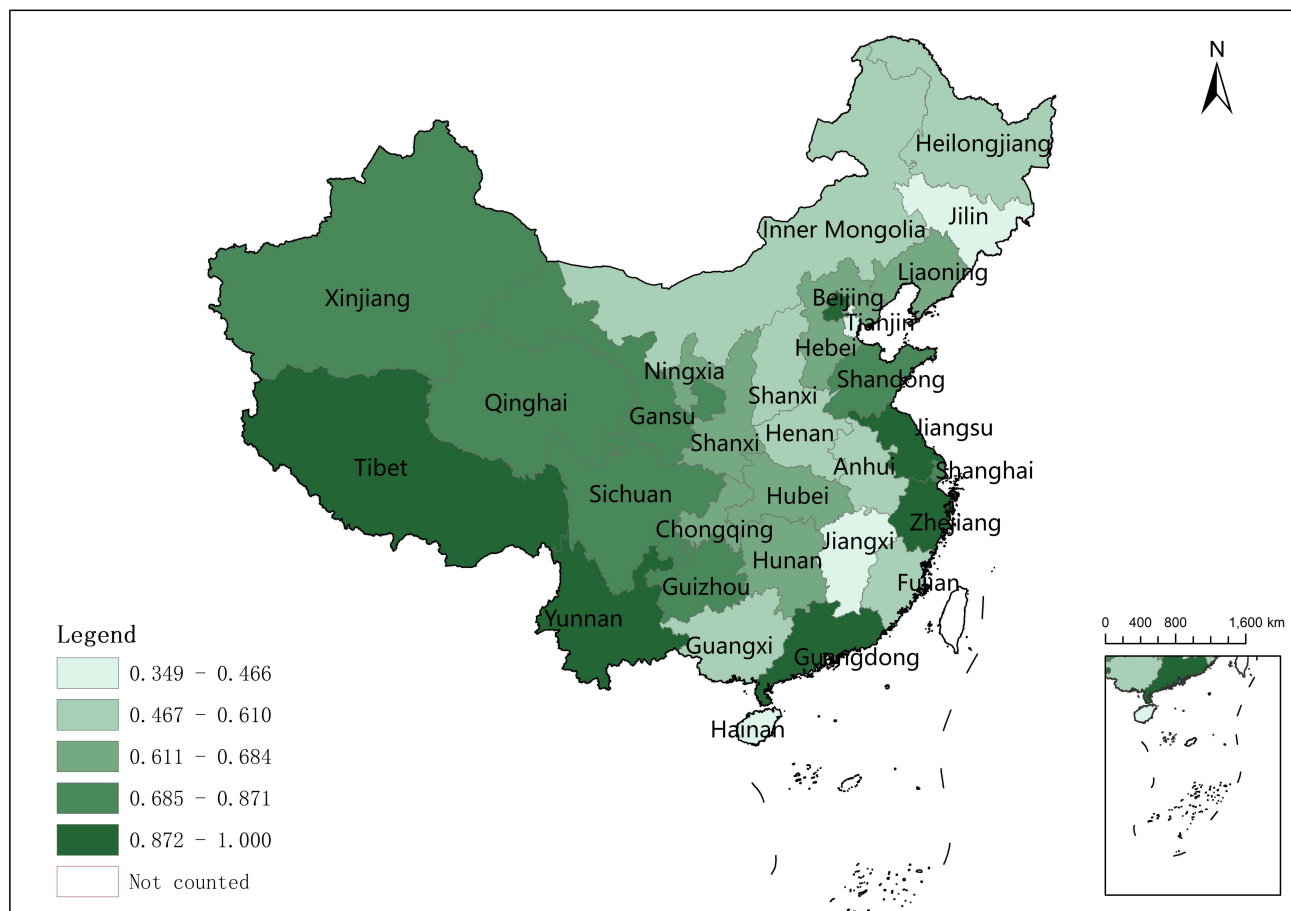 N
Heilongjiang
Jilin
Inner Mongolia
Liaoning
Xinjiang
Beijing
Tianjin
Hebei
Ningxia
Shandong
Shanxi
Qinghai
Gansu
Jiangsu
Henan
Shanxi
Anhui
Tibet
Shanghai
Sichuan
Hubei
Zhejiang
Chongqing
Jiangxi
Hunan
Guizhou
Fujian
Yunnan
Guangxi
Guangdong
Hainan
0 400 800 1,600 km
Legend
0.349 - 0.466
0.467 - 0.610
0.611 - 0.684
0.685 - 0.871
0.872 - 1.000
Not counted